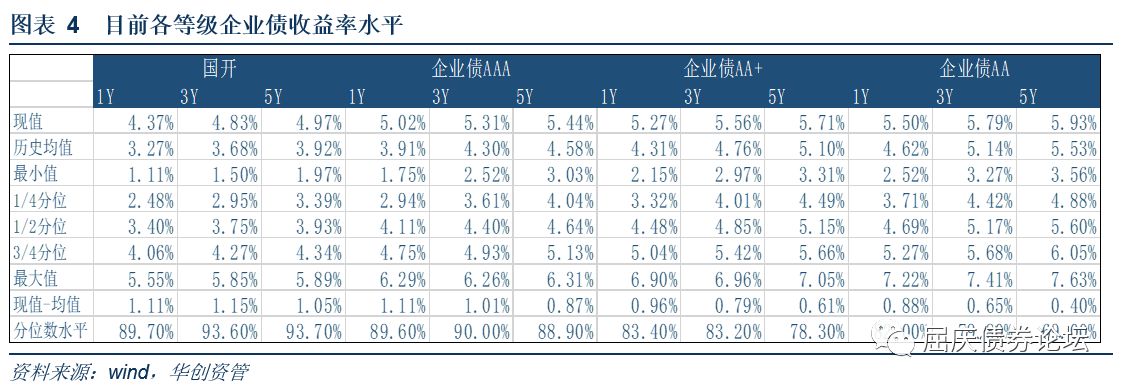 图表 4 目前各等级企业债收益率水平
国开 企业债AAA 企业债AA+ 企业债AA
1Y 3Y 5Y 1Y 3Y 5Y 1Y 3Y 5Y 1Y 3Y 5Y
现值 4.37% 4.83% 4.97% 5.02% 5.31% 5.44% 5.27% 5.56% 5.71% 5.50% 5.79% 5.93%
历史均值 3.27% 3.68% 3.92% 3.91% 4.30% 4.58% 4.31% 4.76% 5.10% 4.62% 5.14% 5.53%
最小值 1.11% 1.50% 1.97% 1.75% 2.52% 3.03% 2.15% 2.97% 3.31% 2.52% 3.27% 3.56%
1/4分位 2.48% 2.95% 3.39% 2.94% 3.61% 4.04% 3.32% 4.01% 4.49% 3.71% 4.42% 4.88%
1/2分位 3.40% 3.75% 3.93% 4.11% 4.40% 4.64% 4.48% 4.85% 5.15% 4.69% 5.17% 5.60%
3/4分位 4.06% 4.27% 4.34% 4.75% 4.93% 5.13% 5.04% 5.42% 5.66% 5.27% 5.68% 6.05%
最大值 5.55% 5.85% 5.89% 6.29% 6.26% 6.31% 6.90% 6.96% 7.05% 7.22% 7.41% 7.63%
现值-均值 1.11% 1.15% 1.05% 1.11% 1.01% 0.87% 0.96% 0.79% 0.61% 0.88% 0.65% 0.40%
分位数水平 89.70% 93.60% 93.70% 89.60% 90.00% 88.90% 83.40% 83.20% 78.30%
屈庆债券论坛
资料来源：wind，华创资管